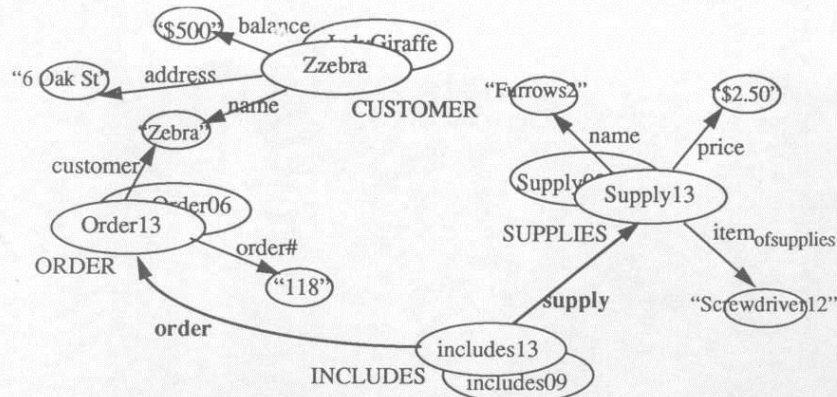 "$500"
balance
Zzebra
"6 Oak St"
address
name
CUSTOMER
"Zebra"
customer
Order06
Order13
order#
ORDER
"118"
order
"Furrows2"
"$2.50"
name
price
Supply13
SUPPLIES
item ofsupplies
supply
"Screwdriver12"
includes13
INCLUDES
includes09